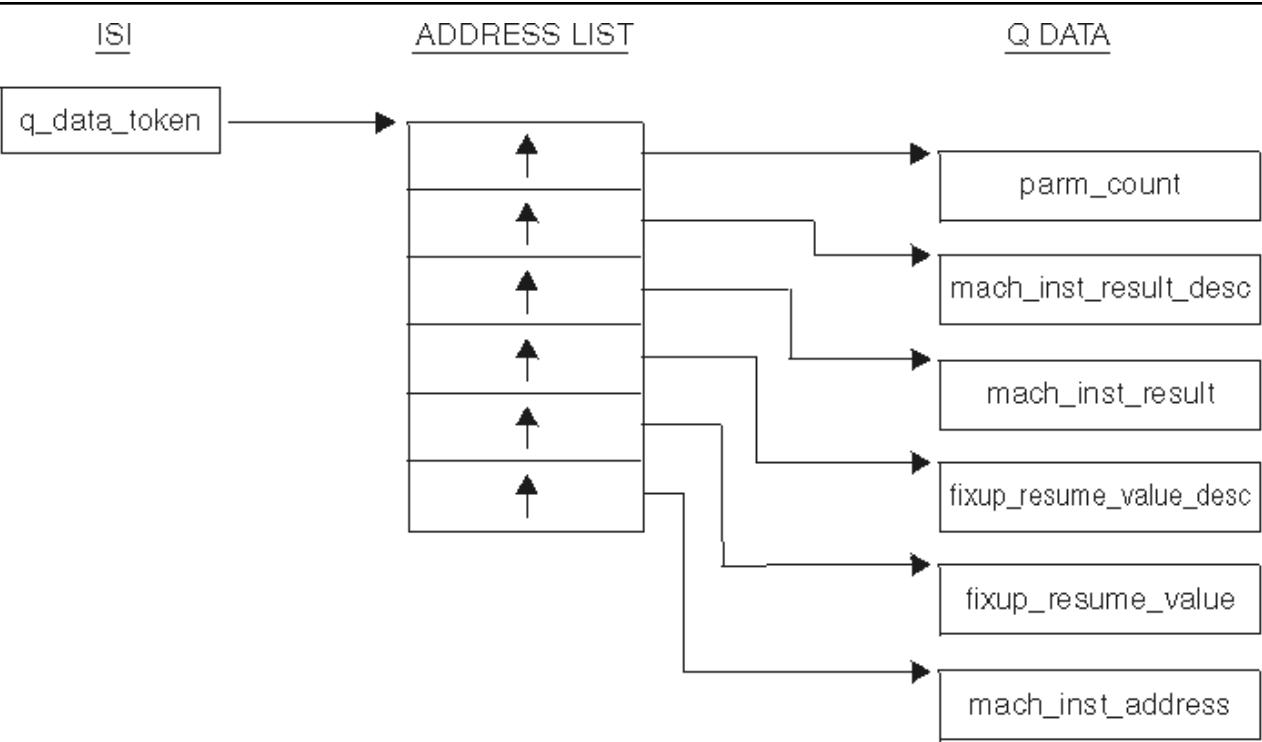 ISI
ADDRESS LIST
Q DATA
q_data_token
parm_count
mach_inst_result_desc
mach_inst_result
fixup_resume_value_desc
fixup_resume_value
mach_inst_address